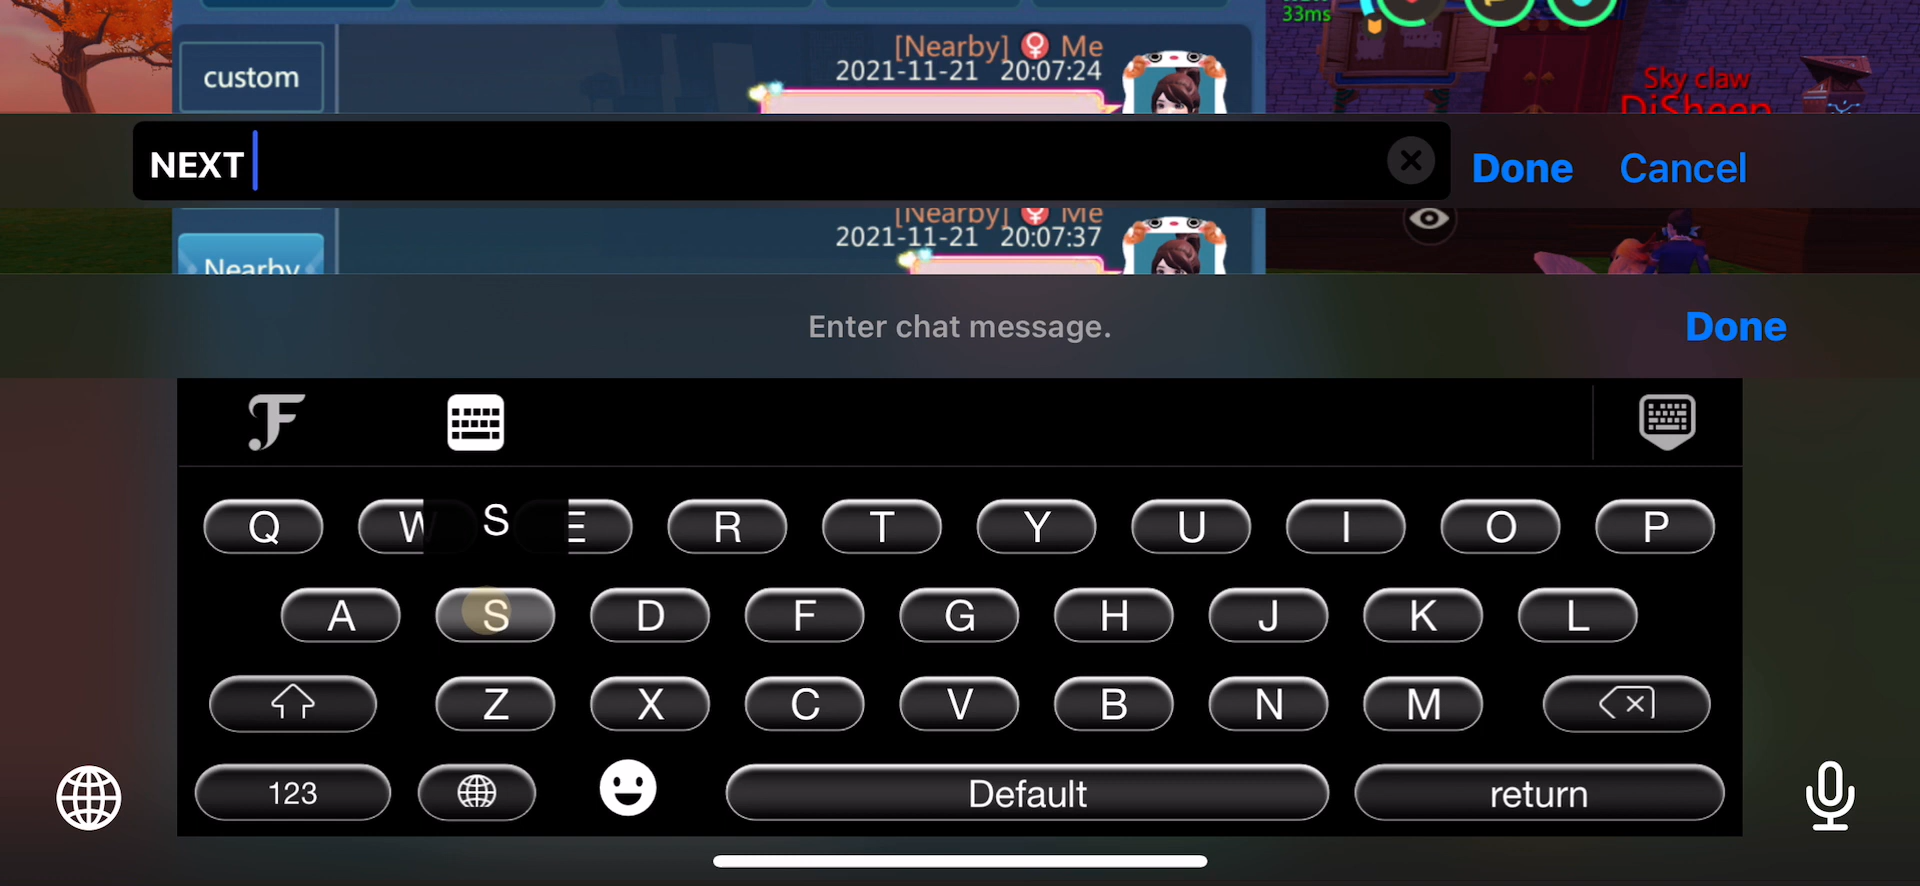 33ms
[Nearby] Me
custom
2021-11-21 20:07:24
Sky claw
DiSheep
NEXT
Done
Cancel
[Nearby] Me
2021-11-21 20:07:37
Nearby
Enter chat message.
Done
S
Q W E R T Y U I O P
A S D F G H J K L
Z X C V B N M
123
Default
return